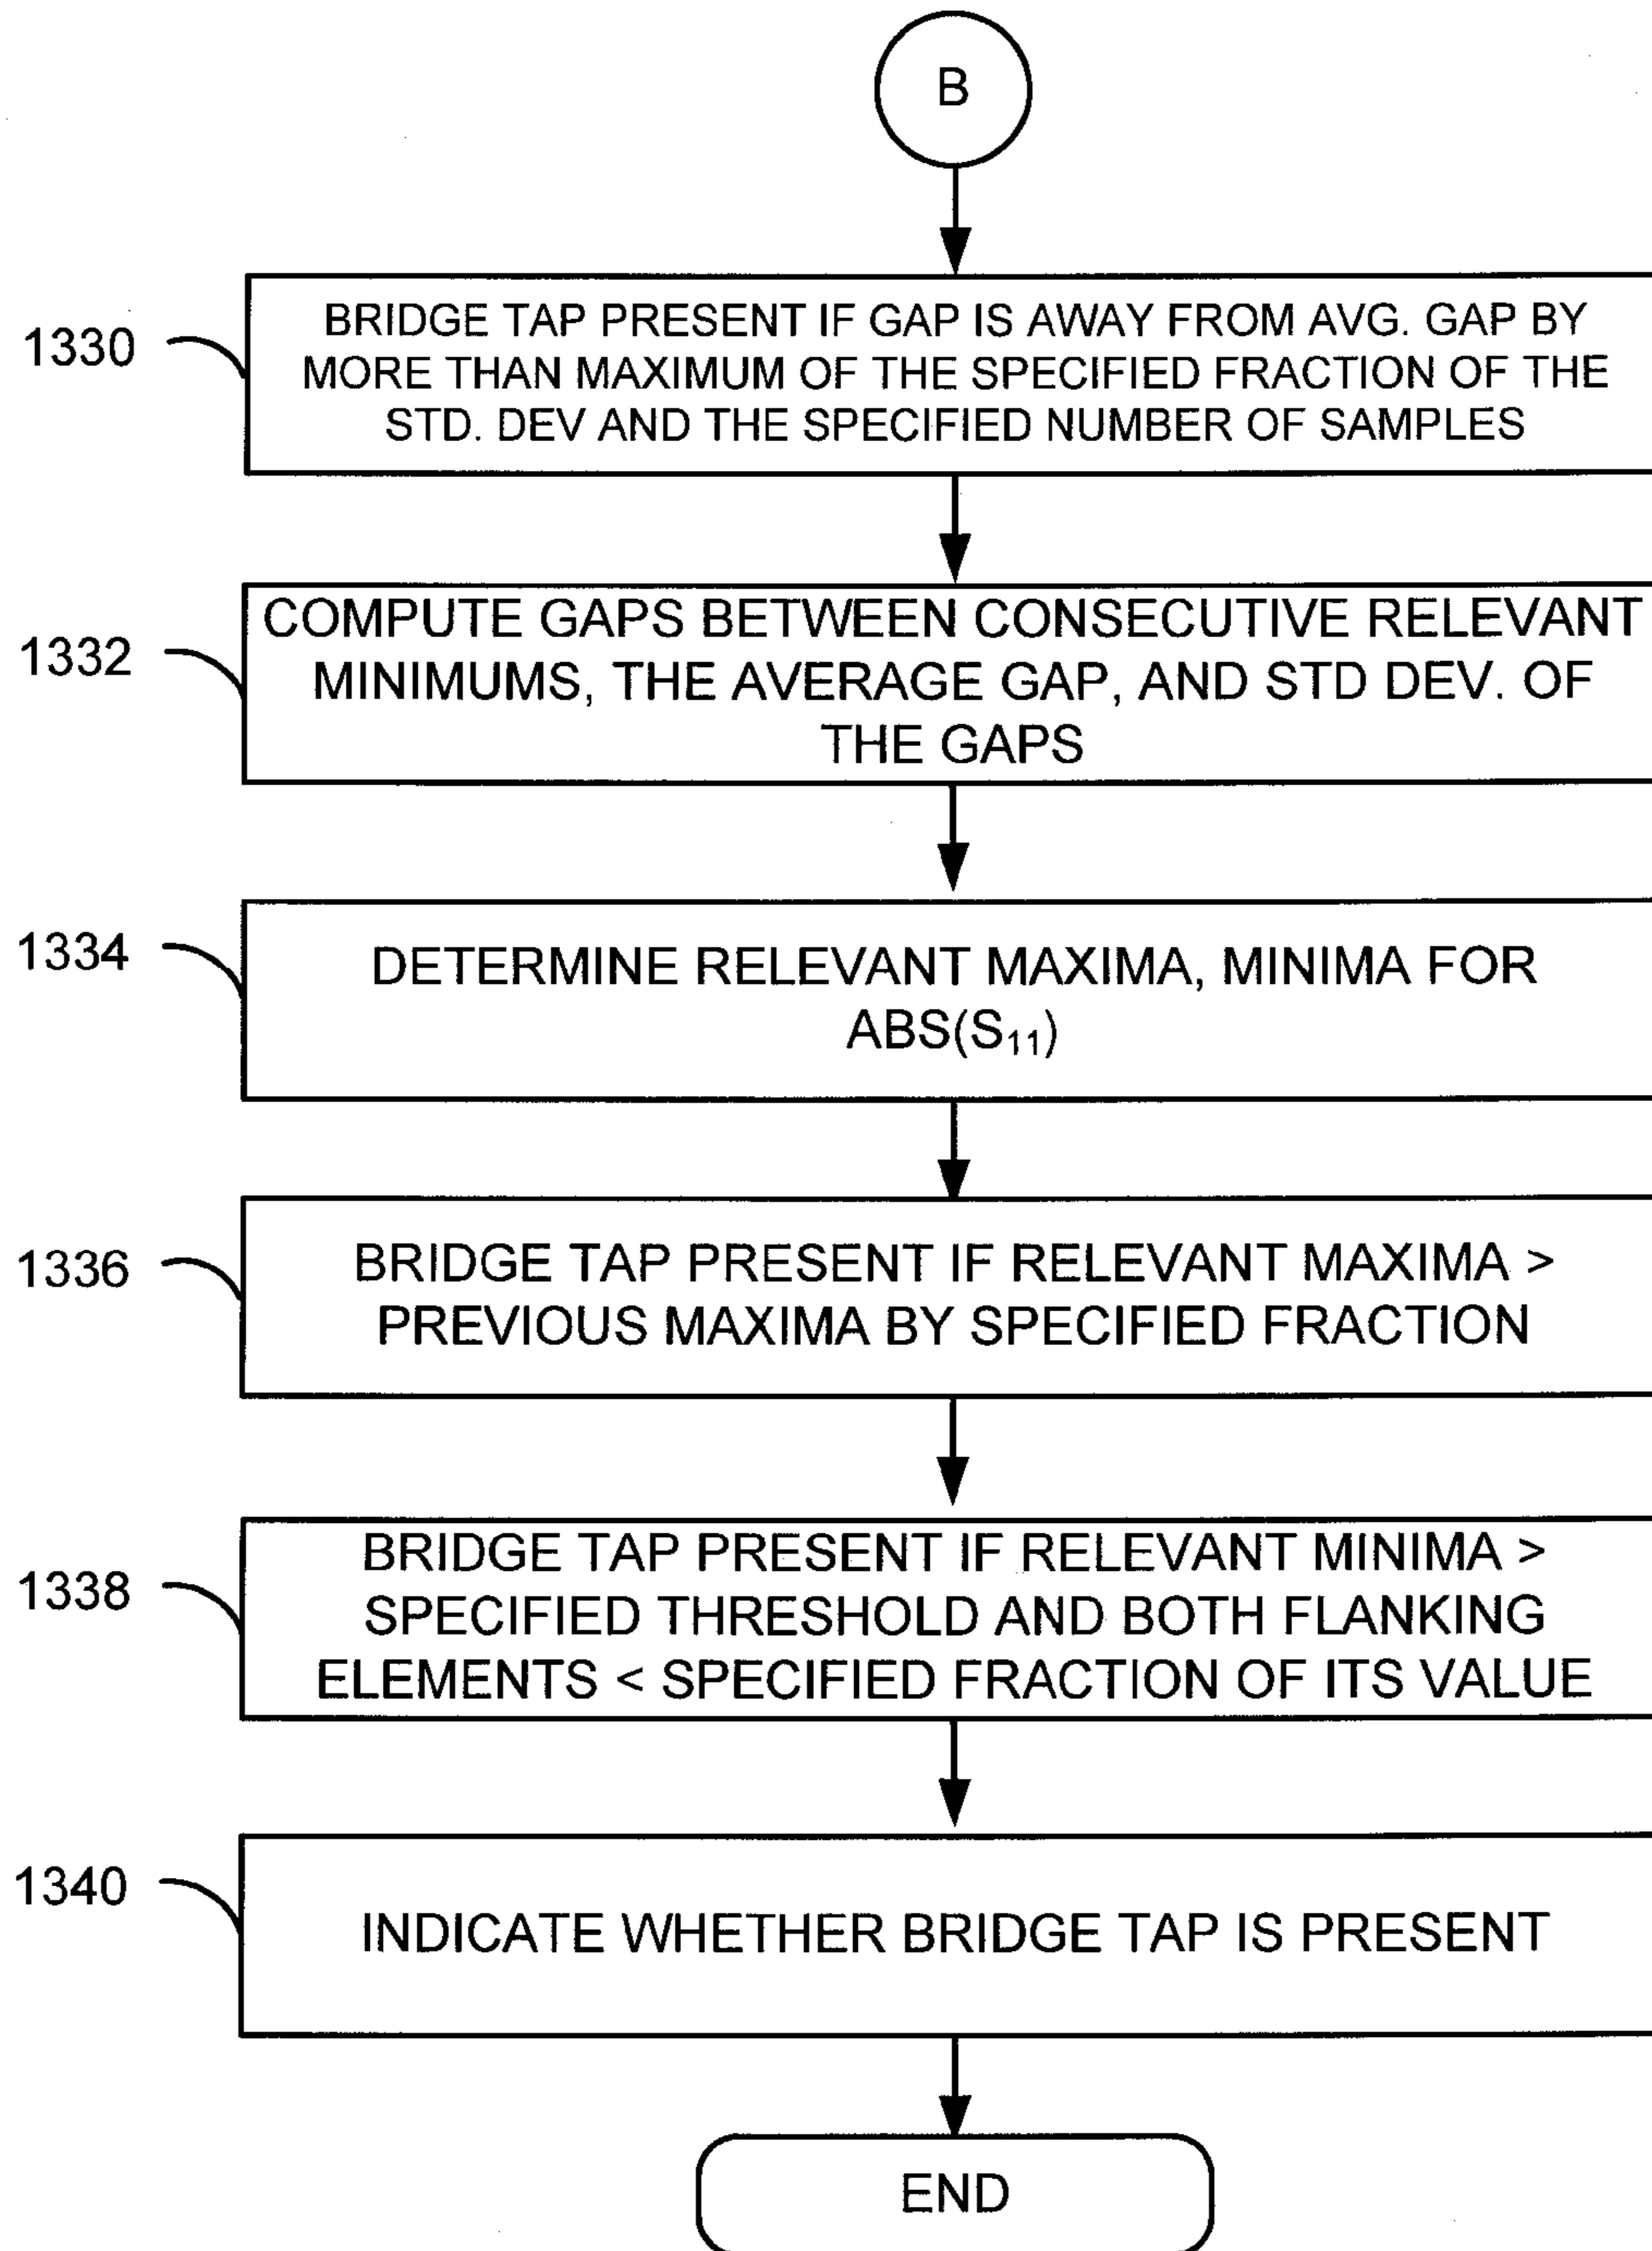 B
1330
BRIDGE TAP PRESENT IF GAP IS AWAY FROM AVG. GAP BY
MORE THAN MAXIMUM OF THE SPECIFIED FRACTION OF THE
STD. DEV AND THE SPECIFIED NUMBER OF SAMPLES
1332
COMPUTE GAPS BETWEEN CONSECUTIVE RELEVANT
MINIMUMS, THE AVERAGE GAP, AND STD DEV. OF
THE GAPS
1334
DETERMINE RELEVANT MAXIMA, MINIMA FOR
ABS(S₁₁)
1336
BRIDGE TAP PRESENT IF RELEVANT MAXIMA >
PREVIOUS MAXIMA BY SPECIFIED FRACTION
1338
BRIDGE TAP PRESENT IF RELEVANT MINIMA >
SPECIFIED THRESHOLD AND BOTH FLANKING
ELEMENTS < SPECIFIED FRACTION OF ITS VALUE
1340
INDICATE WHETHER BRIDGE TAP IS PRESENT
END